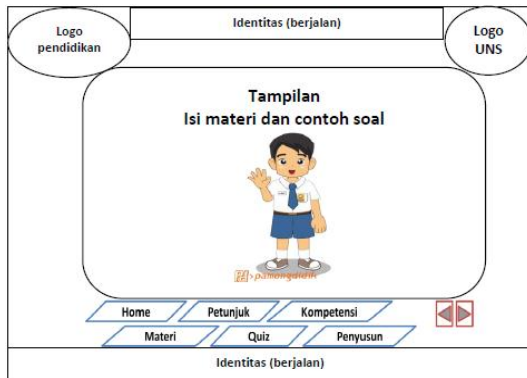 Identitas (berjalan)
Logo
pendidikan
Logo
UNS
Tampilan
Isi materi dan contoh soal
pamongdidik
Home
Petunjuk
Kompetensi
Materi
Quiz
Penyusun
Identitas (berjalan)